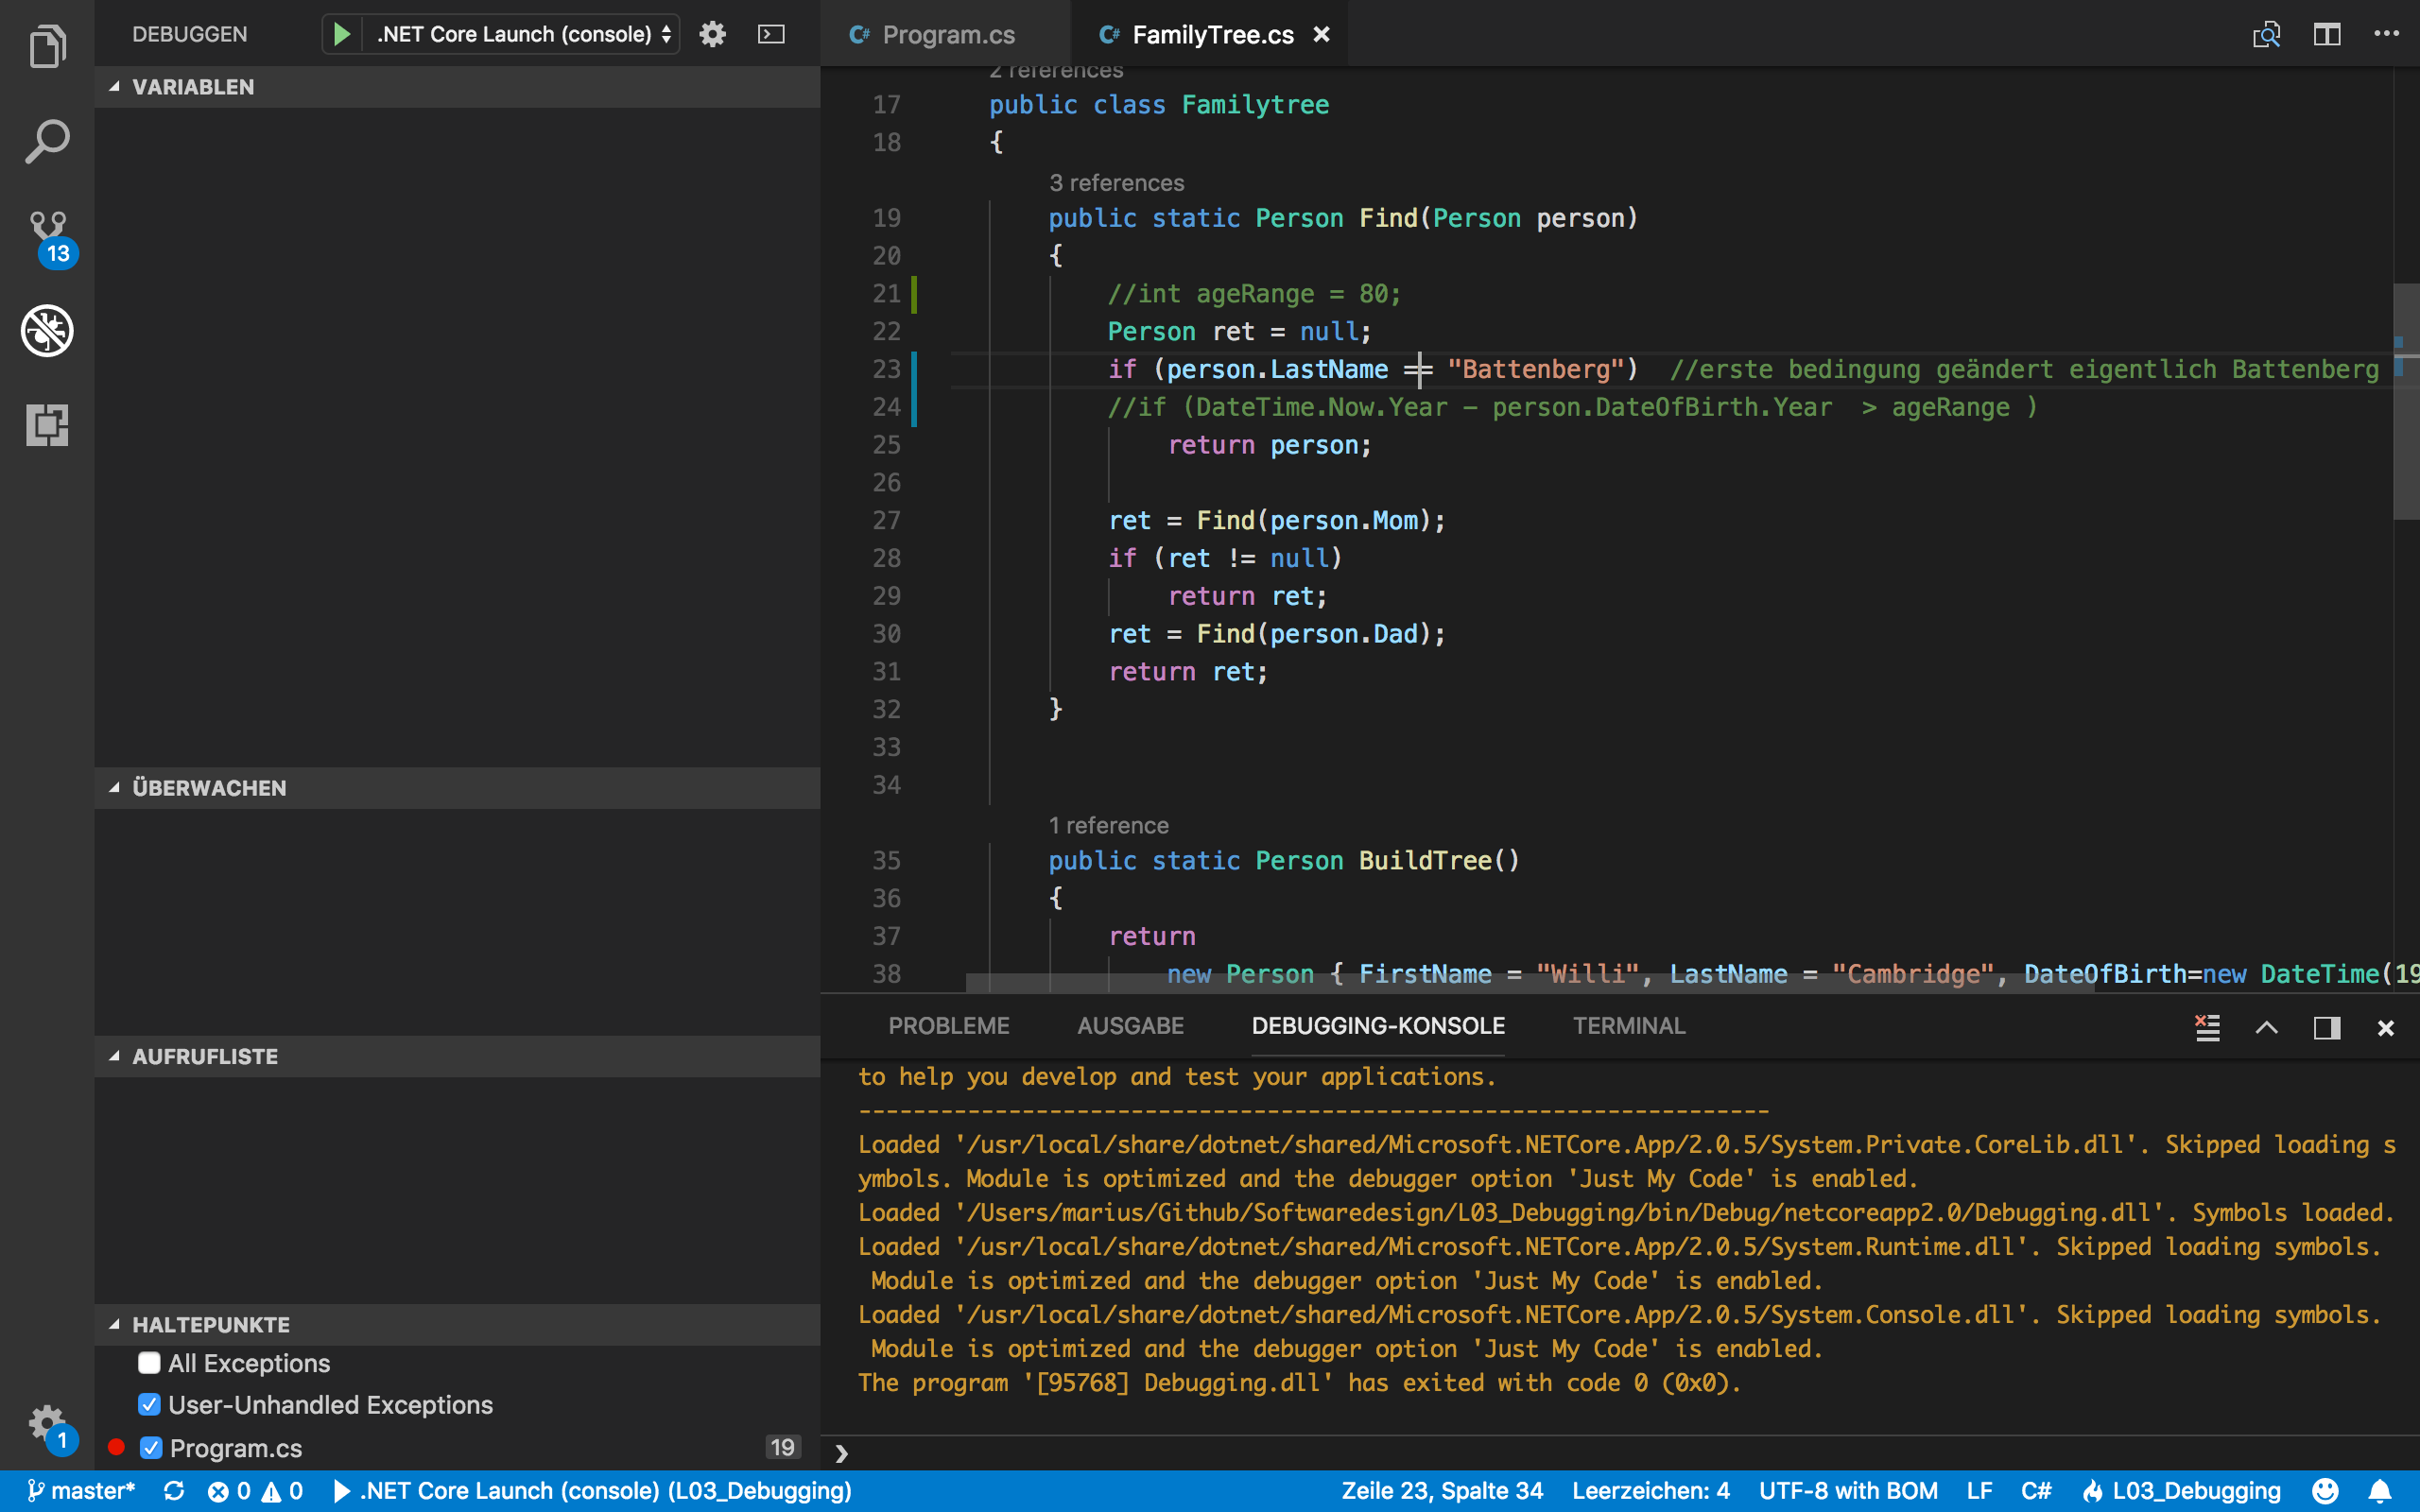 DEBUGGEN
.NET Core Launch (console)
VARIABLEN
13
ÜBERWACHEN
AUFRUFLISTE
HALTEPUNKTE
All Exceptions
User-Unhandled Exceptions
Program.cs 19
1
C# Program.cs
C# FamilyTree.cs
2 references
17 public class Familytree
18 {
3 references
19 public static Person Find(Person person)
20 {
21 //int ageRange = 80;
22 Person ret = null;
23 if (person.LastName == "Battenberg")  //erste bedingung geändert eigentlich Battenberg
24 //if (DateTime.Now.Year - person.DateOfBirth.Year  > ageRange )
25 return person;
26
27 ret = Find(person.Mom);
28 if (ret != null)
29 return ret;
30 ret = Find(person.Dad);
31 return ret;
32 }
33
34
1 reference
35 public static Person BuildTree()
36 {
37 return
38 new Person { FirstName = "Willi", LastName = "Cambridge", DateOfBirth=new DateTime(19
PROBLEME AUSGABE DEBUGGING-KONSOLE TERMINAL
to help you develop and test your applications.
-------------------------------------------------------------------
Loaded '/usr/local/share/dotnet/shared/Microsoft.NETCore.App/2.0.5/System.Private.CoreLib.dll'. Skipped loading s
ymbols. Module is optimized and the debugger option 'Just My Code' is enabled.
Loaded '/Users/marius/Github/Softwaredesign/L03_Debugging/bin/Debug/netcoreapp2.0/Debugging.dll'. Symbols loaded.
Loaded '/usr/local/share/dotnet/shared/Microsoft.NETCore.App/2.0.5/System.Runtime.dll'. Skipped loading symbols.
Module is optimized and the debugger option 'Just My Code' is enabled.
Loaded '/usr/local/share/dotnet/shared/Microsoft.NETCore.App/2.0.5/System.Console.dll'. Skipped loading symbols.
Module is optimized and the debugger option 'Just My Code' is enabled.
The program '[95768] Debugging.dll' has exited with code 0 (0x0).
master* 0 0 .NET Core Launch (console) (L03_Debugging) Zeile 23, Spalte 34 Leerzeichen: 4 UTF-8 with BOM LF C# L03_Debugging